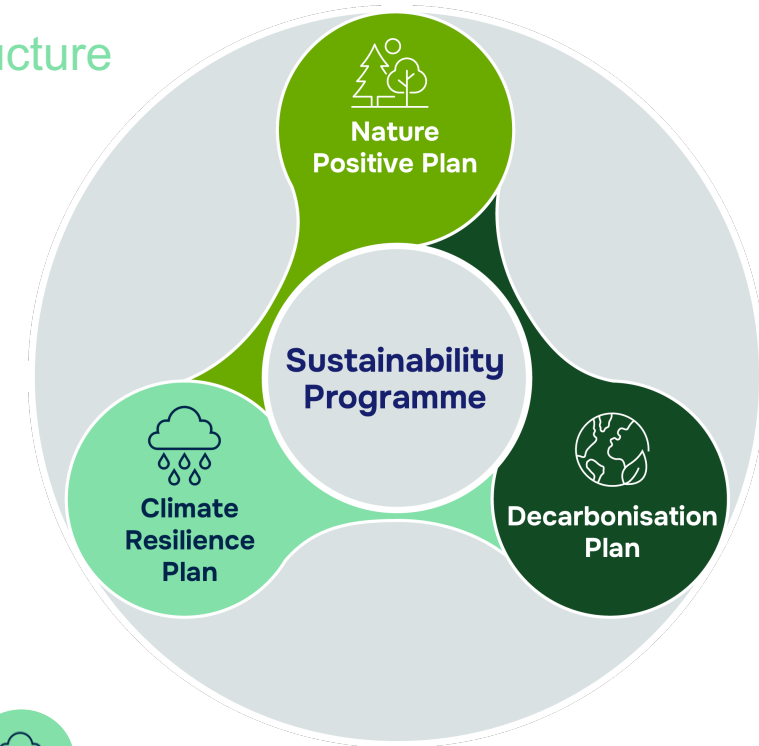 ucture
Nature
Positive Plan
Sustainability
Programme
Climate
Resilience
Plan
Decarbonisation
Plan